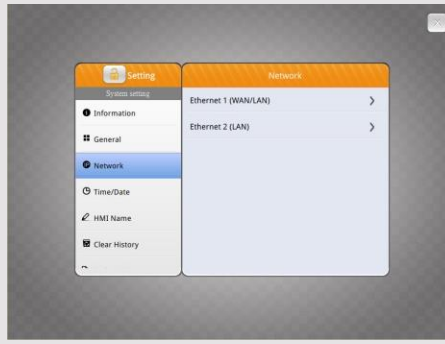 Setting
System setting
Information
General
Network
Time/Date
HMI Name
Clear History
Network
Ethernet 1 (WAN/LAN)
Ethernet 2 (LAN)